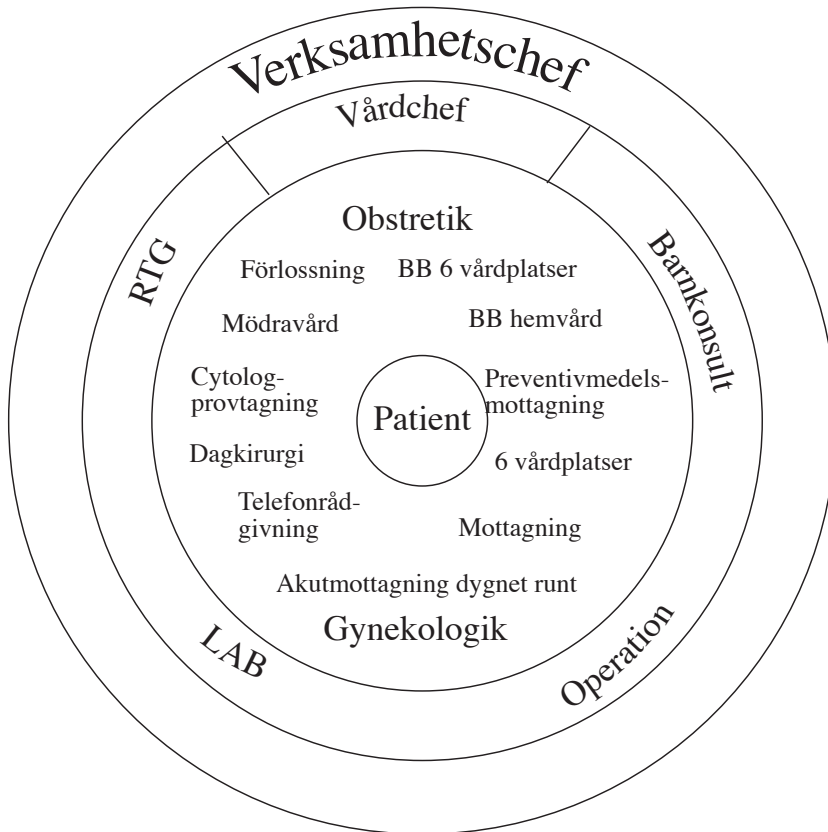 Verksamhetschef
Vårdchef
Obstretik
RTG
Barnkonsult
Förlossning
BB 6 vårdplatser
Mödravård
BB hemvård
Cytolog-
provtagning
Patient
Preventivmedels-
mottagning
Dagkirurgi
6 vårdplatser
Telefonråd-
givning
Mottagning
Akutmottagning dygnet runt
Gynekologik
LAB
Operation